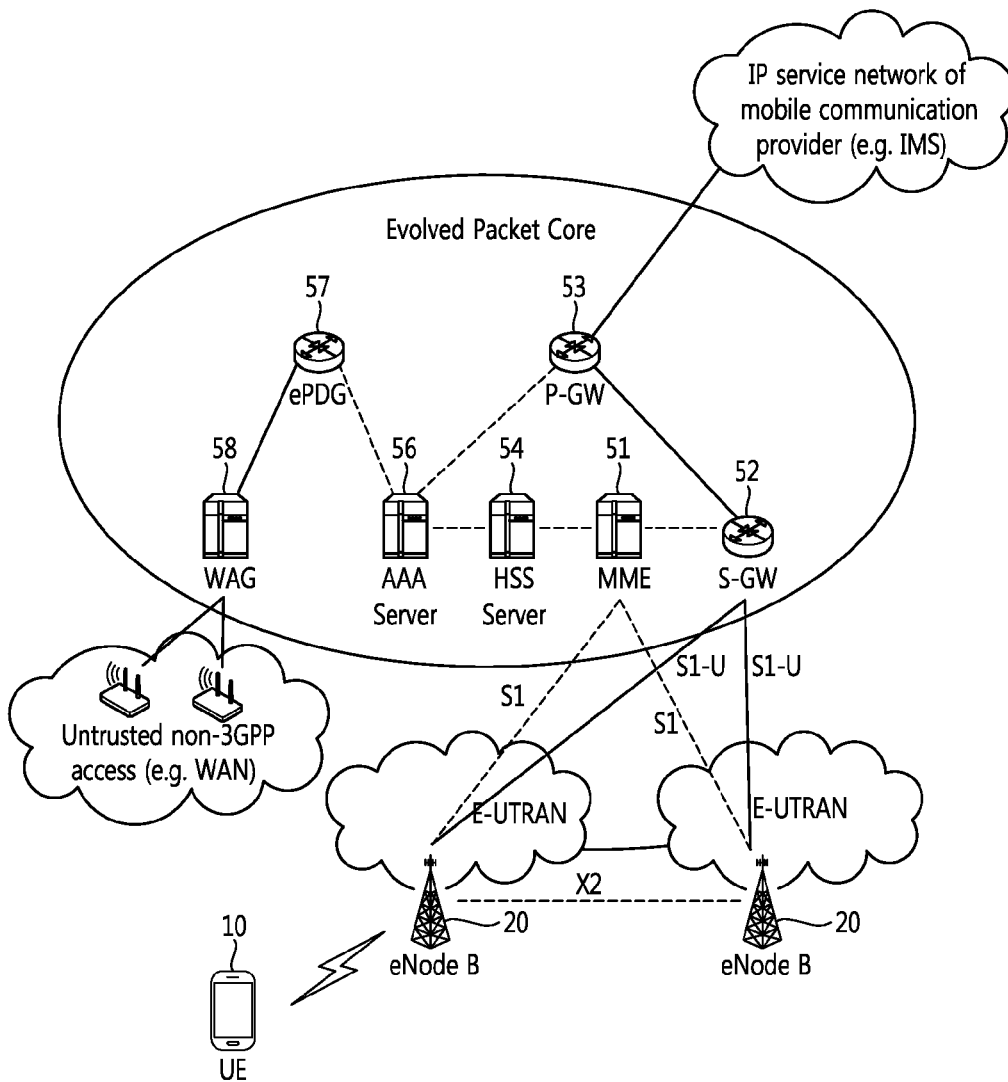 IP service network of
mobile communication
provider (e.g. IMS)
Evolved Packet Core
57
53
ePDG
P-GW
58
56
54
51
52
WAG
AAA
Server
HSS
Server
MME
S-GW
S1
S1-U
S1-U
S1
Untrusted non-3GPP
access (e.g. WAN)
E-UTRAN
E-UTRAN
X2
20
20
eNode B
eNode B
10
UE